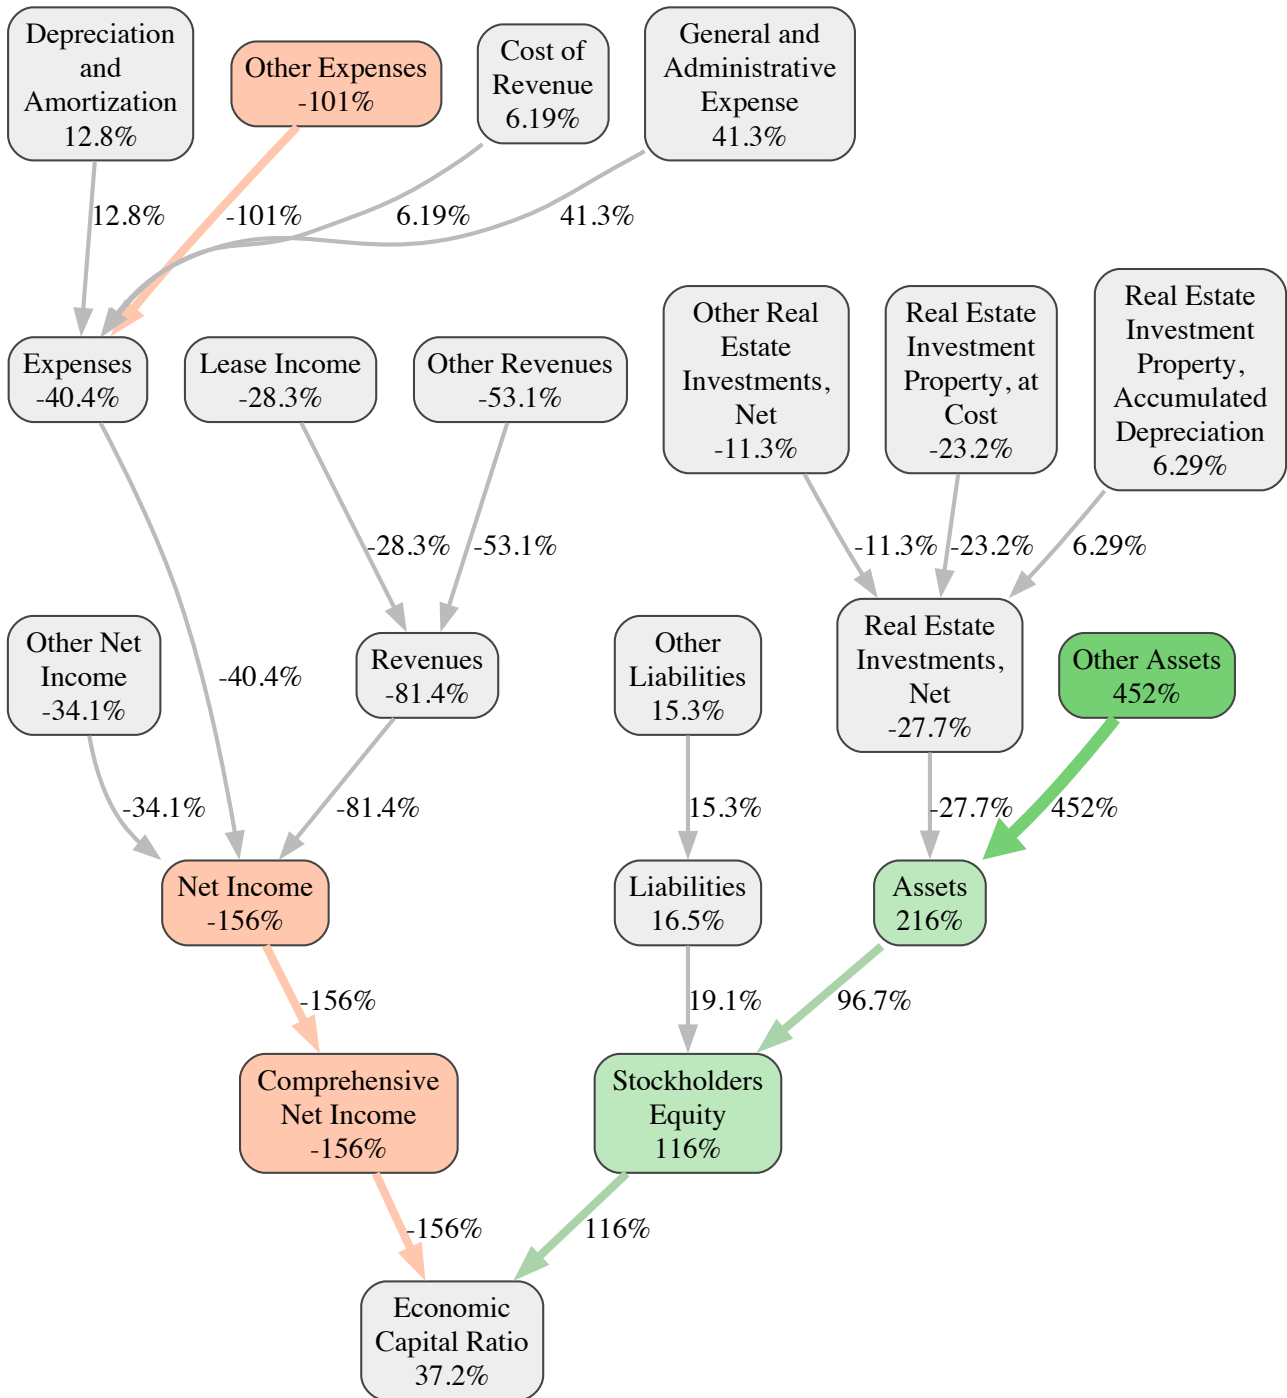 Depreciation
and
Amortization
12.8%
Other Expenses
-101%
Cost of
Revenue
6.19%
General and
Administrative
Expense
41.3%
12.8%
-101%
6.19%
41.3%
Expenses
-40.4%
Lease Income
-28.3%
Other Revenues
-53.1%
Other Real
Estate
Investments,
Net
-11.3%
Real Estate
Investment
Property, at
Cost
-23.2%
Real Estate
Investment
Property,
Accumulated
Depreciation
6.29%
-28.3%
-53.1%
-11.3%
-23.2%
6.29%
Other Net
Income
-34.1%
-40.4%
Revenues
-81.4%
Other
Liabilities
15.3%
Real Estate
Investments,
Net
-27.7%
Other Assets
452%
-34.1%
-81.4%
15.3%
-27.7%
452%
Net Income
-156%
Liabilities
16.5%
Assets
216%
-156%
19.1%
96.7%
Comprehensive
Net Income
-156%
Stockholders
Equity
116%
-156%
116%
Economic
Capital Ratio
37.2%